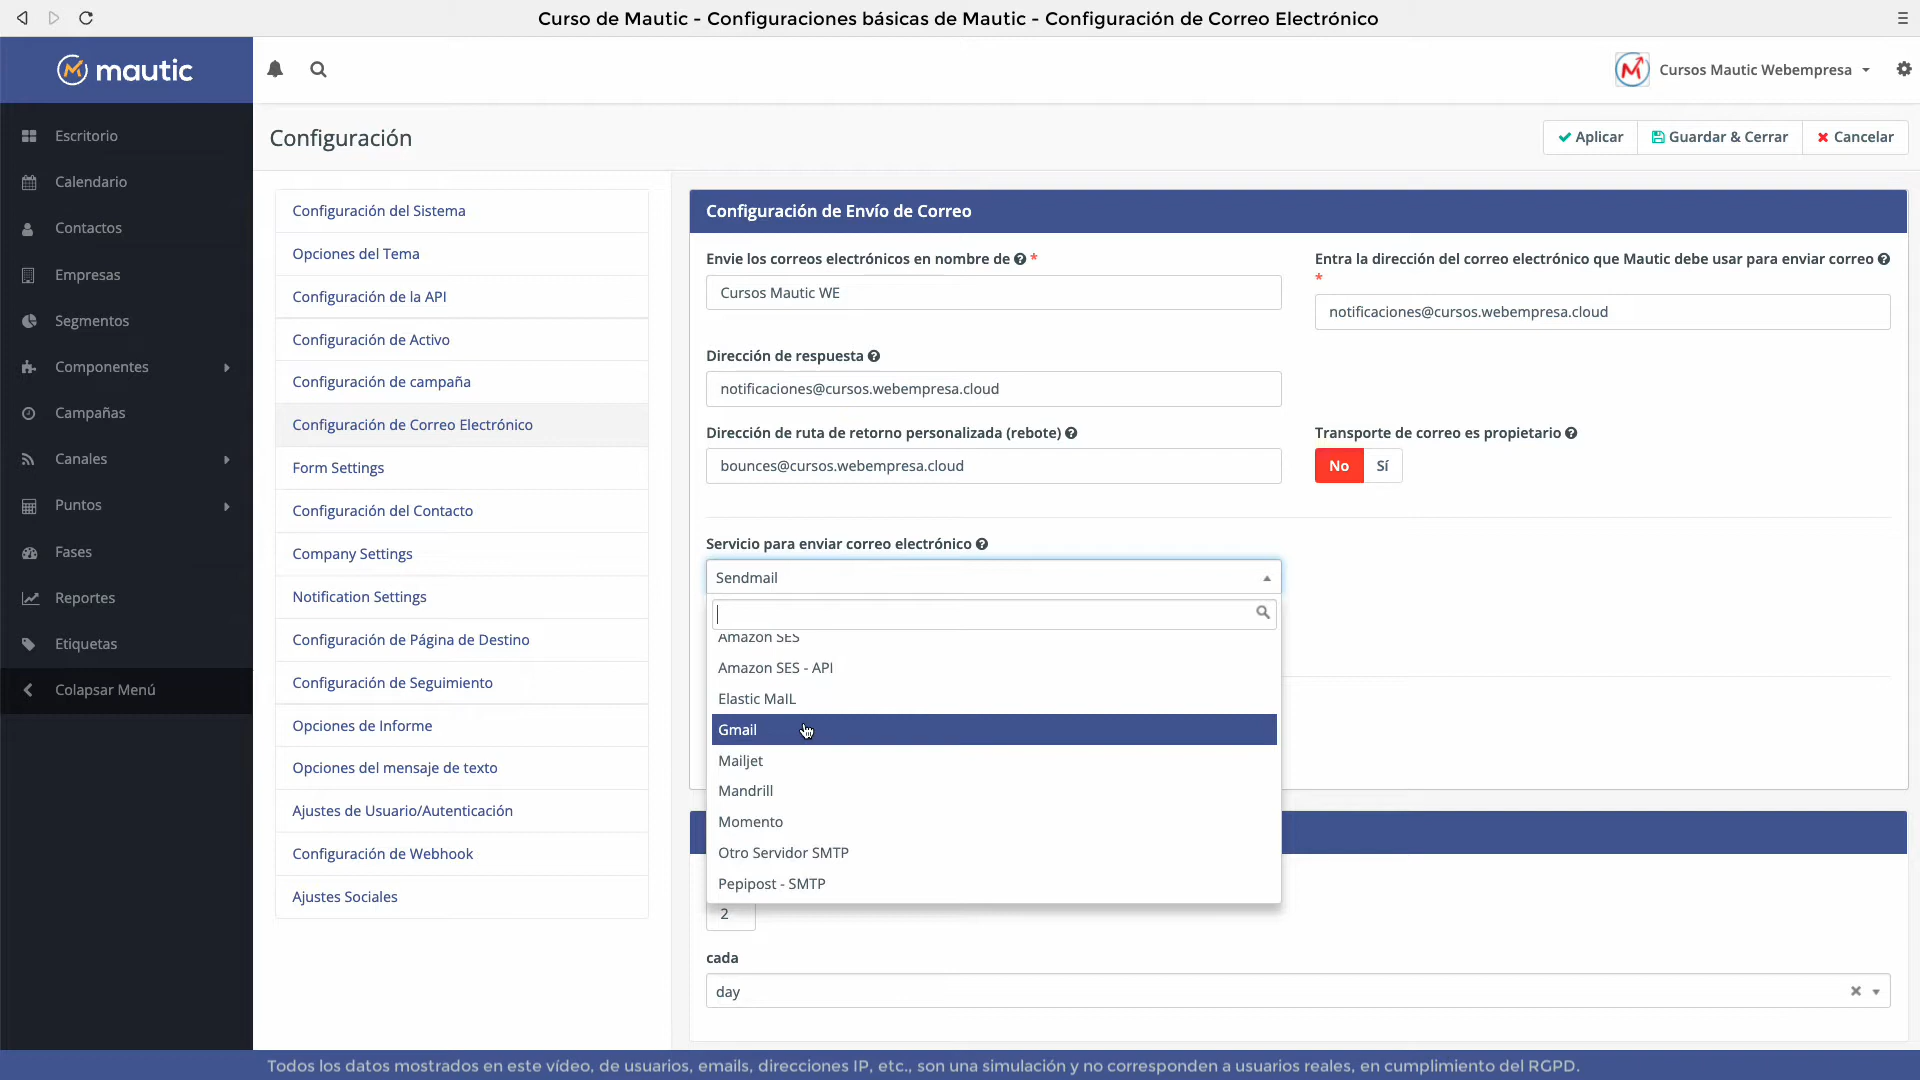 Curso de Mautic - Configuraciones básicas de Mautic - Configuración de Correo Electrónico
mautic
Cursos Mautic Webempresa
Escritorio
Calendario
Contactos
Empresas
Segmentos
Componentes
Campañas
Canales
Puntos
Fases
Reportes
Etiquetas
Colapsar Menú
Configuración
Aplicar
Guardar & Cerrar
Cancelar
Configuración del Sistema
Opciones del Tema
Configuración de la API
Configuración de Activo
Configuración de campaña
Configuración de Correo Electrónico
Form Settings
Configuración del Contacto
Company Settings
Notification Settings
Configuración de Página de Destino
Configuración de Seguimiento
Opciones de Informe
Opciones del mensaje de texto
Ajustes de Usuario/Autenticación
Configuración de Webhook
Ajustes Sociales
Configuración de Envío de Correo
Envie los correos electrónicos en nombre de *
Cursos Mautic WE
Entra la dirección del correo electrónico que Mautic debe usar para enviar correo
*
notificaciones@cursos.webempresa.cloud
Dirección de respuesta
notificaciones@cursos.webempresa.cloud
Dirección de ruta de retorno personalizada (rebote)
bounces@cursos.webempresa.cloud
Transporte de correo es propietario
No Sí
Servicio para enviar correo electrónico
Sendmail
Amazon SES
Amazon SES - API
Elastic MaIL
Gmail
Mailjet
Mandrill
Momento
Otro Servidor SMTP
Pepipost - SMTP
2
cada
day
Todos los datos mostrados en este vídeo, de usuarios, emails, direcciones IP, etc., son una simulación y no corresponden a usuarios reales, en cumplimiento del RGPD.